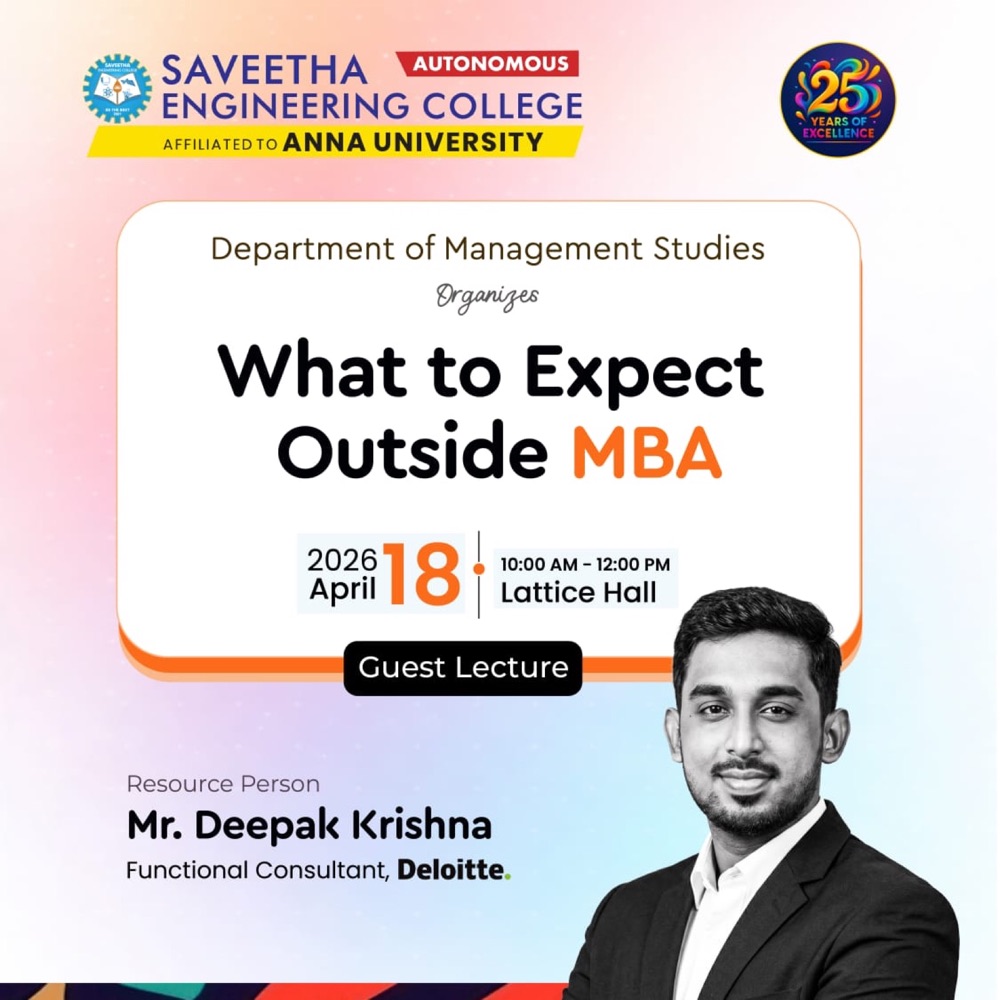 SAVEETHA
AUTONOMOUS
ENGINEERING COLLEGE
AFFILIATED TO ANNA UNIVERSITY
25
YEARS OF
EXCELLENCE
Department of Management Studies
Organizes
What to Expect
Outside MBA
2026
April 18
10:00 AM - 12:00 PM
Lattice Hall
Guest Lecture
Resource Person
Mr. Deepak Krishna
Functional Consultant, Deloitte.